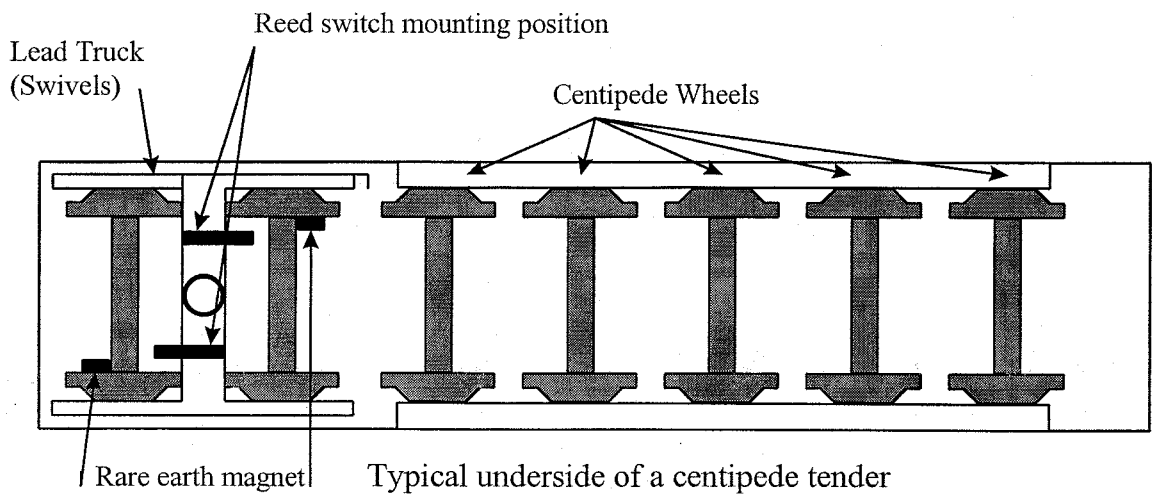 Reed switch mounting position
Lead Truck
(Swivels)
Centipede Wheels
Rare earth magnet
Typical underside of a centipede tender